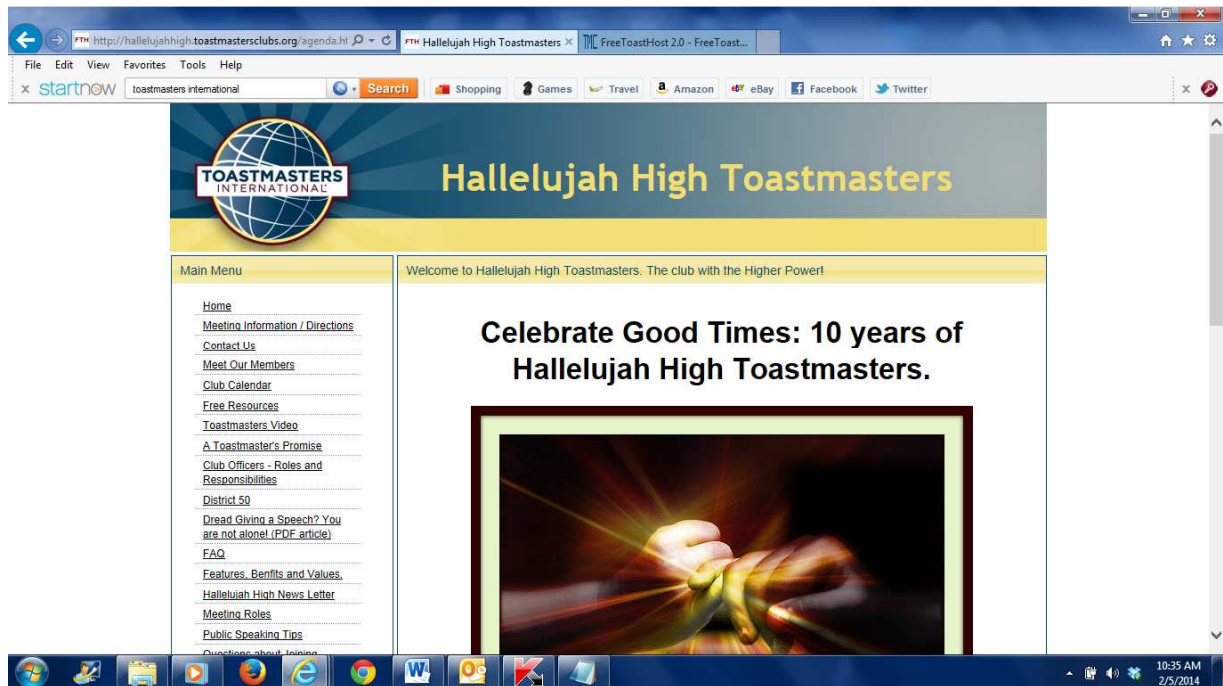 FTH http://hallelujahhigh.toastmastersclubs.org/agenda.ht
FTH Hallelujah High Toastmasters ×
FreeToastHost 2.0 - FreeToast...
File Edit View Favorites Tools Help
x startnow toastmasters international Search Shopping Games Travel Amazon eBay Facebook Twitter x
TOASTMASTERS
INTERNATIONAL
Hallelujah High Toastmasters
Main Menu
Home
Meeting Information / Directions
Contact Us
Meet Our Members
Club Calendar
Free Resources
Toastmasters Video
A Toastmaster's Promise
Club Officers - Roles and
Responsibilities
District 50
Dread Giving a Speech? You
are not alone! (PDF article)
FAQ
Features, Benfits and Values.
Hallelujah High News Letter
Meeting Roles
Public Speaking Tips
Questions about Joining
Welcome to Hallelujah High Toastmasters. The club with the Higher Power!
Celebrate Good Times: 10 years of
Hallelujah High Toastmasters.
10:35 AM
2/5/2014